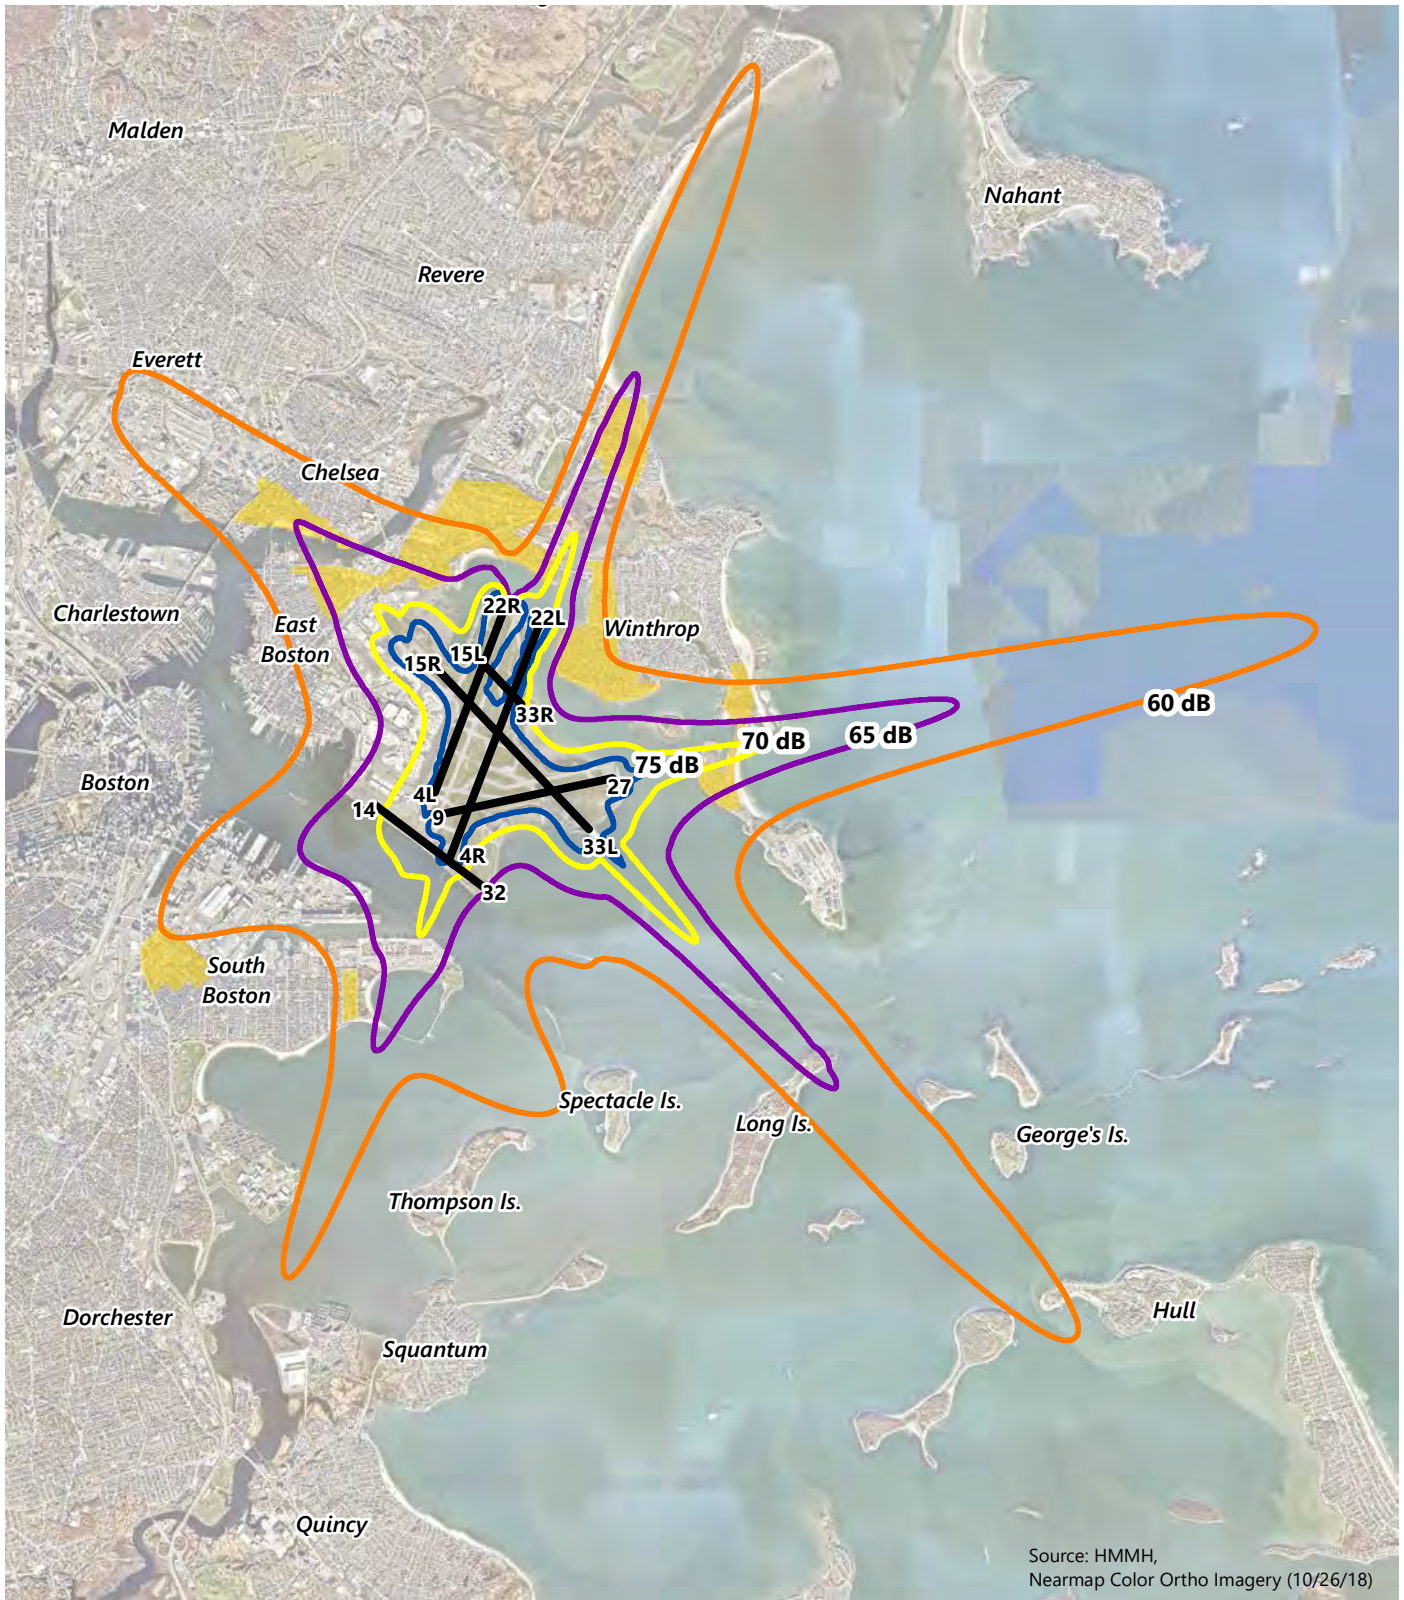 Malden
Nahant
Revere
Everett
Chelsea
22R
22L
Charlestown
East
Boston
Winthrop
15L
15R
33R
60 dB
65 dB
70 dB
75 dB
Boston
27
4L
14
9
33L
4R
32
South
Boston
Spectacle Is.
Long Is.
George's Is.
Thompson Is.
Dorchester
Hull
Squantum
Quincy
Source: HMMH,
Nearmap Color Ortho Imagery (10/26/18)